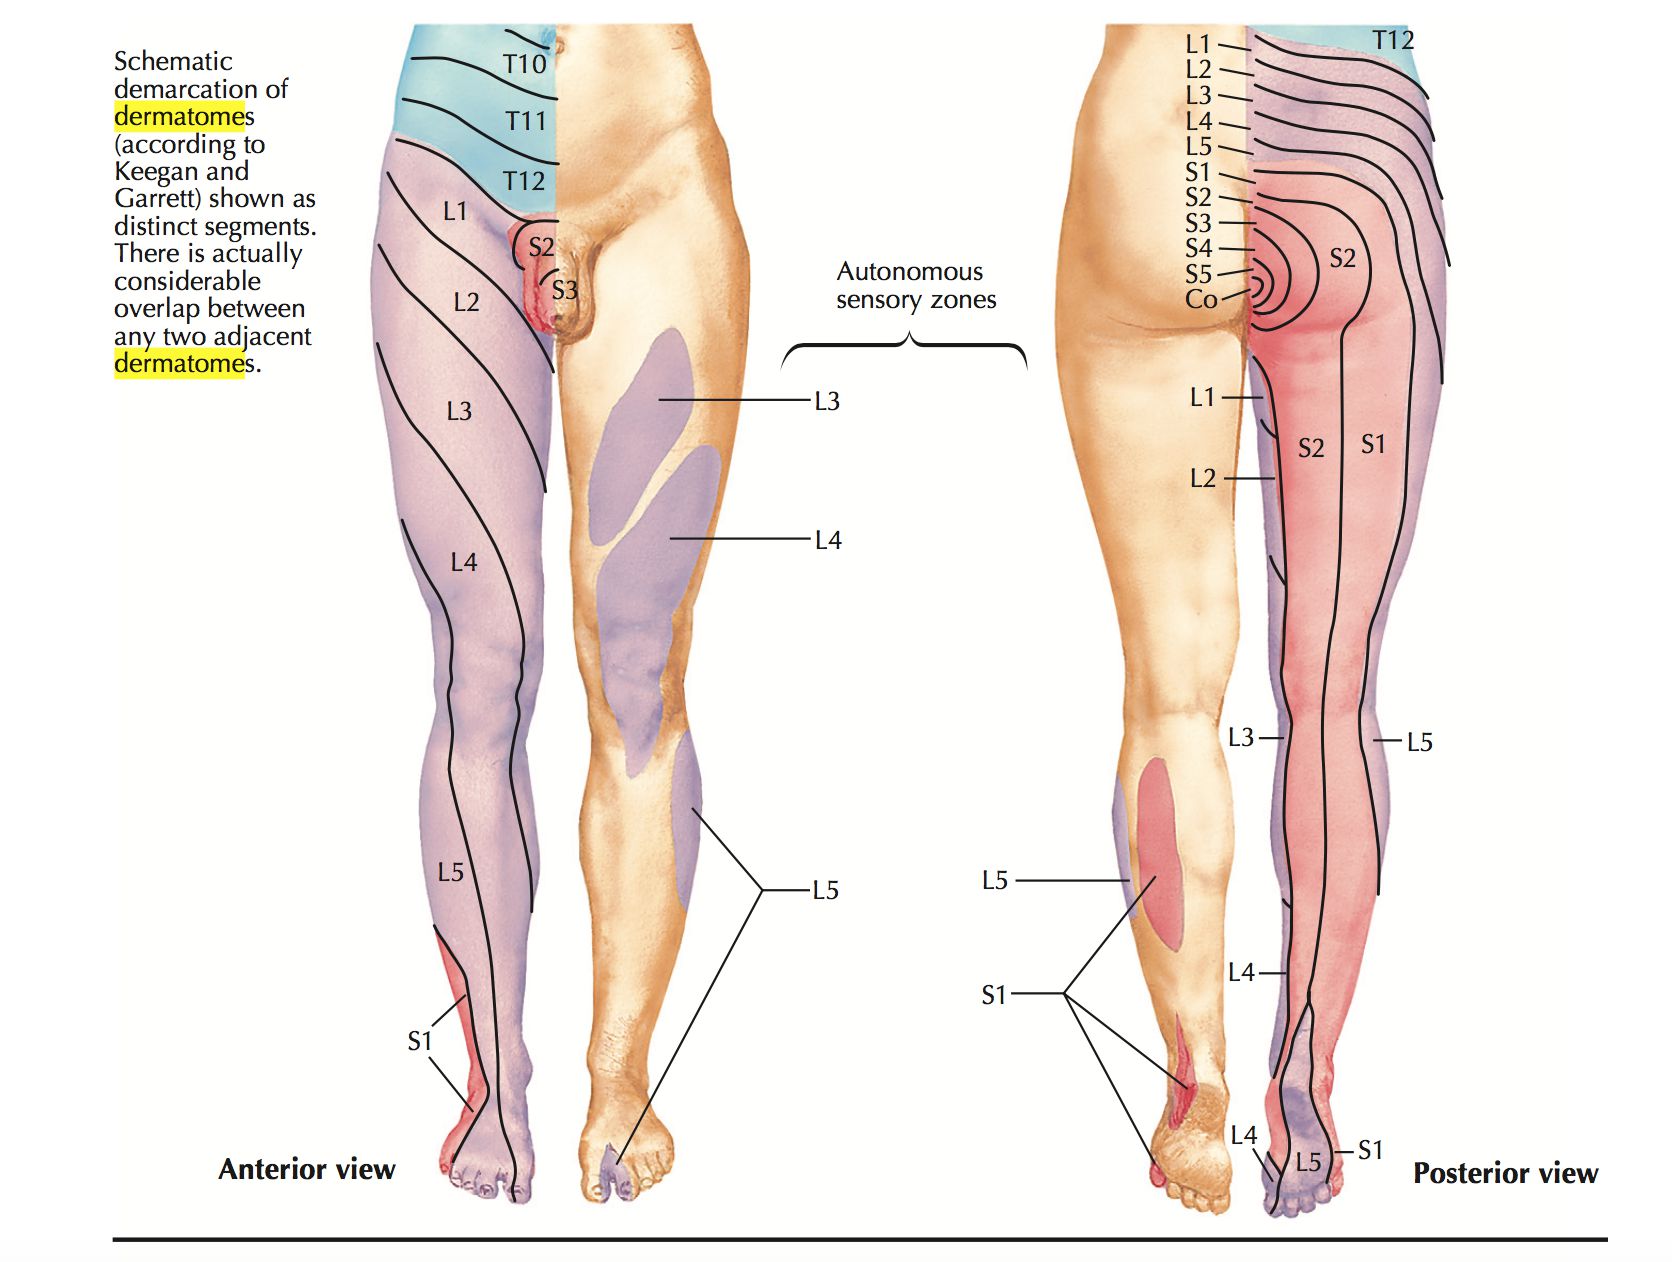 Schematic
demarcation of
dermatomes
(according to
Keegan and
Garrett) shown as
distinct segments.
There is actually
considerable
overlap between
any two adjacent
dermatomes.
T10
T11
T12
L1
S2
S3
L2
L3
L4
L5
S1
Anterior view
Autonomous
sensory zones
L3
L4
L5
L5
S1
L1
L2
L3
L4
L5
S1
S2
S3
S4
S5
Co
T12
S2
L1
S2
S1
L2
L3
L5
L4
L4
L5
S1
Posterior view